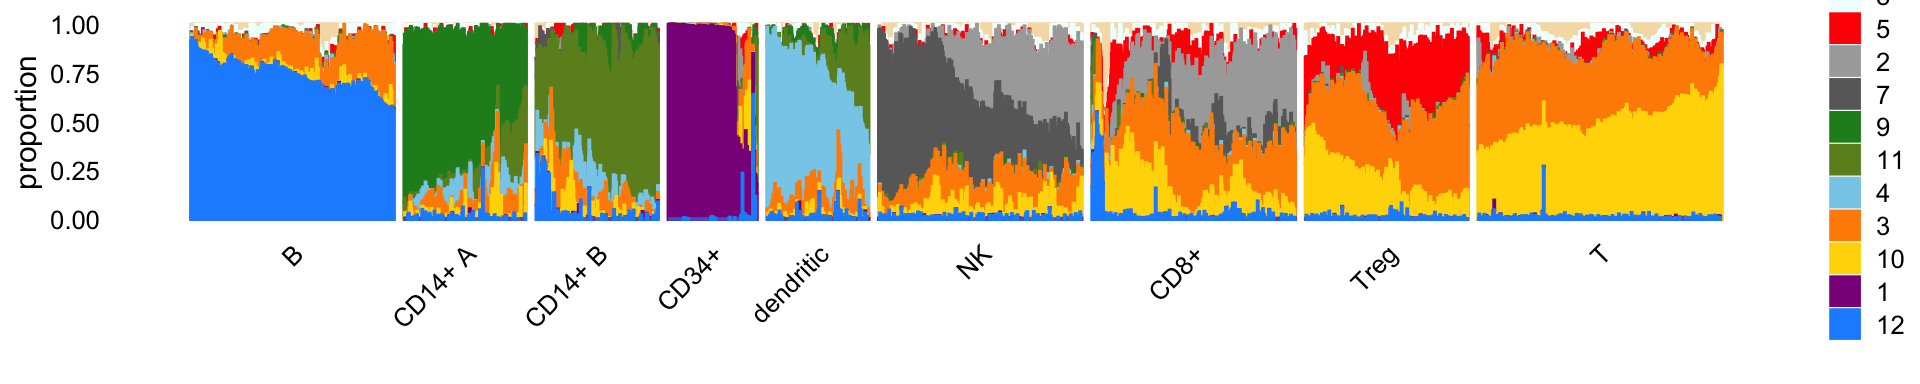 proportion
1.00
0.75
0.50
0.25
0.00
B
CD14+ A
CD14+ B
CD34+
dendritic
NK
CD8+
Treg
T
5
2
7
9
11
4
3
10
1
12